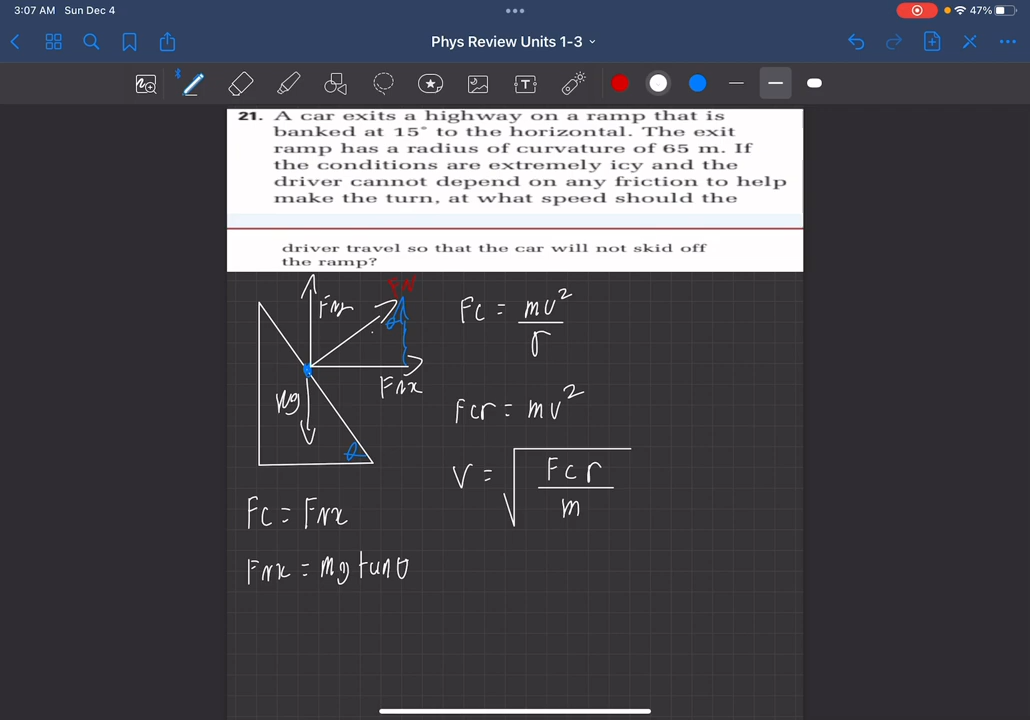 3:07 AM Sun Dec 4
47%
Phys Review Units 1-3
21. A car exits a highway on a ramp that is
banked at 15° to the horizontal. The exit
ramp has a radius of curvature of 65 m. If
the conditions are extremely icy and the
driver cannot depend on any friction to help
make the turn, at what speed should the
driver travel so that the car will not skid off
the ramp?
FN
FNy
θ
FNx
mg
θ
Fc = FNx
FNx = mg tan θ
Fc = mv²/r
Fcr = mv²
V = √(Fcr/m)